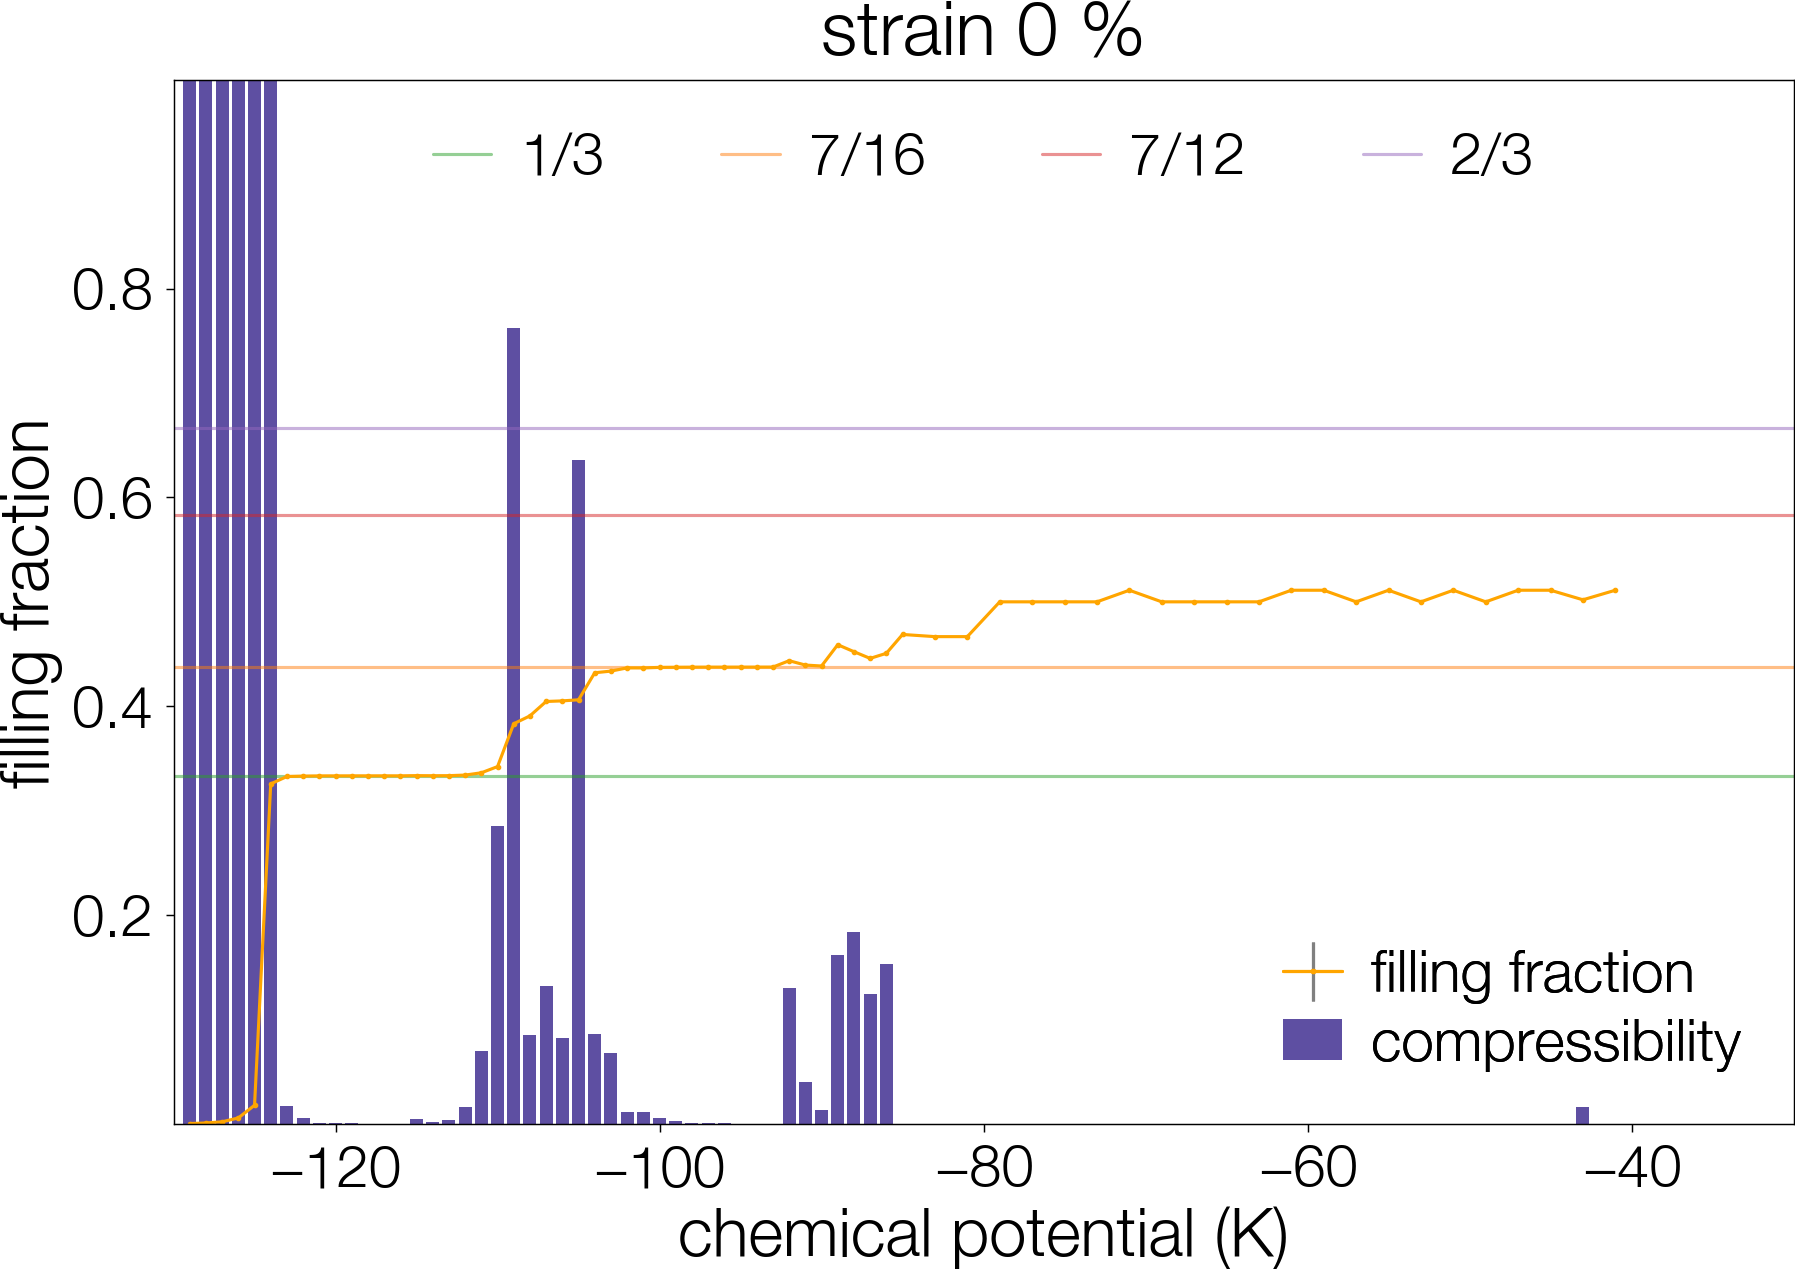 strain 0 %
1/3 7/16 7/12 2/3
0.8
0.6
0.4
0.2
filling fraction
filling fraction
compressibility
−120 −100 −80 −60 −40
chemical potential (K)